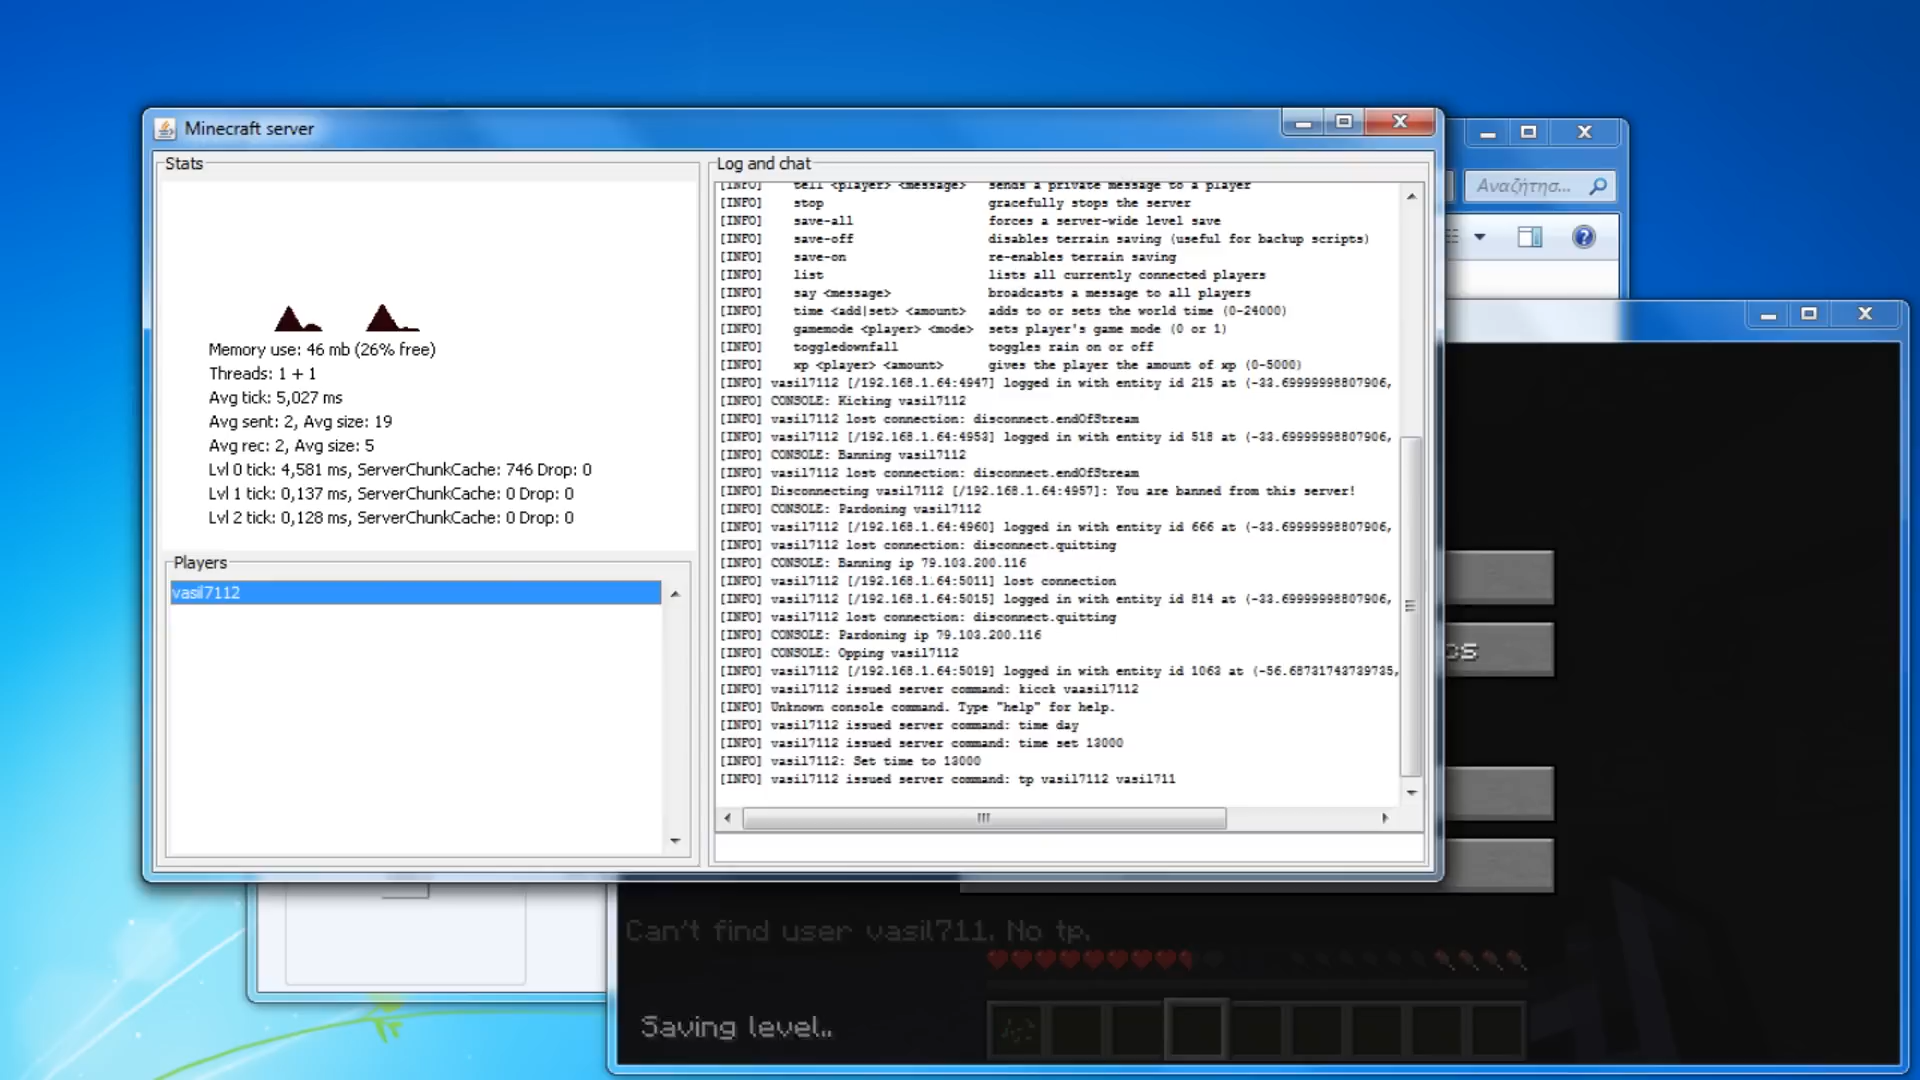 Minecraft server
Stats
Memory use: 46 mb (26% free)
Threads: 1 + 1
Avg tick: 5,027 ms
Avg sent: 2, Avg size: 19
Avg rec: 2, Avg size: 5
Lvl 0 tick: 4,581 ms, ServerChunkCache: 746 Drop: 0
Lvl 1 tick: 0,137 ms, ServerChunkCache: 0 Drop: 0
Lvl 2 tick: 0,128 ms, ServerChunkCache: 0 Drop: 0
Players
vasil7112
Log and chat
[INFO] tell <player> <message> sends a private message to a player
[INFO] stop gracefully stops the server
[INFO] save-all forces a server-wide level save
[INFO] save-off disables terrain saving (useful for backup scripts)
[INFO] save-on re-enables terrain saving
[INFO] list lists all currently connected players
[INFO] say <message> broadcasts a message to all players
[INFO] time <add|set> <amount> adds to or sets the world time (0-24000)
[INFO] gamemode <player> <mode> sets player's game mode (0 or 1)
[INFO] toggledownfall toggles rain on or off
[INFO] xp <player> <amount> gives the player the amount of xp (0-5000)
[INFO] vasil7112 [/192.168.1.64:4947] logged in with entity id 215 at (-33.69999998807906,
[INFO] CONSOLE: Kicking vasil7112
[INFO] vasil7112 lost connection: disconnect.endOfStream
[INFO] vasil7112 [/192.168.1.64:4953] logged in with entity id 518 at (-33.69999998807906,
[INFO] CONSOLE: Banning vasil7112
[INFO] vasil7112 lost connection: disconnect.endOfStream
[INFO] Disconnecting vasil7112 [/192.168.1.64:4957]: You are banned from this server!
[INFO] CONSOLE: Pardoning vasil7112
[INFO] vasil7112 [/192.168.1.64:4960] logged in with entity id 666 at (-33.69999998807906,
[INFO] vasil7112 lost connection: disconnect.quitting
[INFO] CONSOLE: Banning ip 79.103.200.116
[INFO] vasil7112 [/192.168.1.64:5011] lost connection
[INFO] vasil7112 [/192.168.1.64:5015] logged in with entity id 814 at (-33.69999998807906,
[INFO] vasil7112 lost connection: disconnect.quitting
[INFO] CONSOLE: Pardoning ip 79.103.200.116
[INFO] CONSOLE: Opping vasil7112
[INFO] vasil7112 [/192.168.1.64:5019] logged in with entity id 1063 at (-56.68731743739735,
[INFO] vasil7112 issued server command: kicck vaasil7112
[INFO] Unknown console command. Type "help" for help.
[INFO] vasil7112 issued server command: time day
[INFO] vasil7112 issued server command: time set 13000
[INFO] vasil7112: Set time to 13000
[INFO] vasil7112 issued server command: tp vasil7112 vasil711
Αναζήτησ...
os
Can't find user vasil711. No tp.
Saving level..